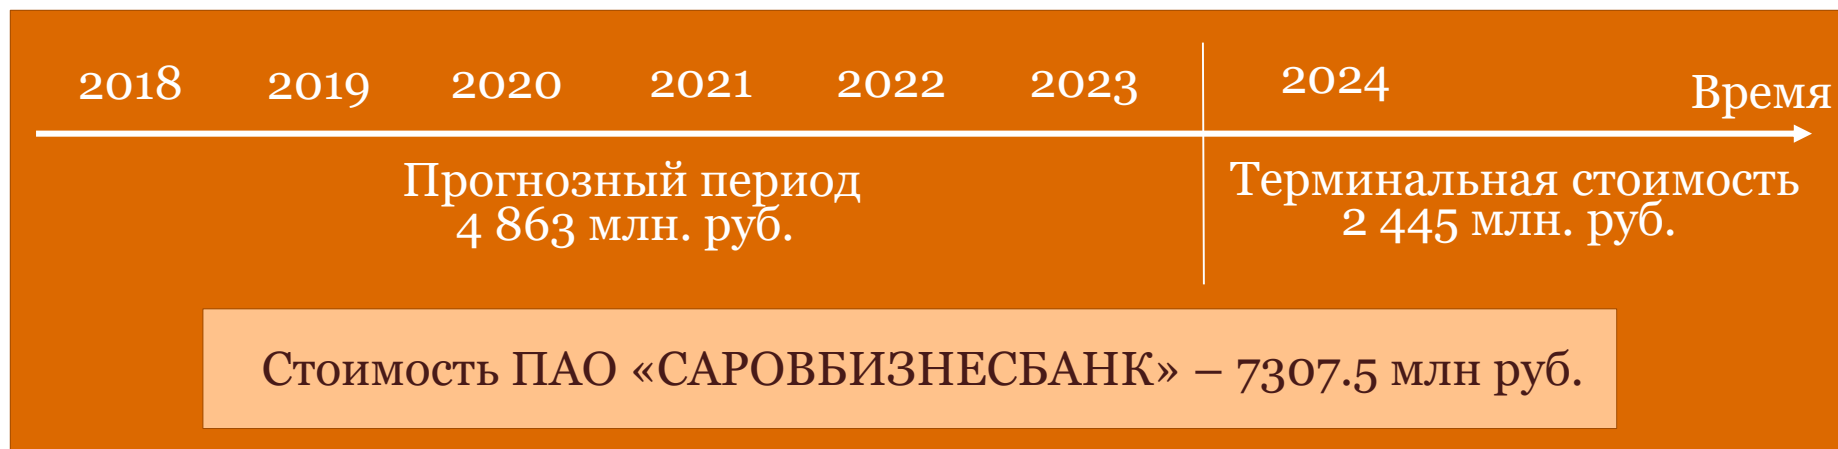 2018 2019 2020 2021 2022 2023 2024 Время
Прогнозный период
4 863 млн. руб.
Терминальная стоимость
2 445 млн. руб.
Стоимость ПАО «САРОВБИЗНЕСБАНК» – 7307.5 млн руб.